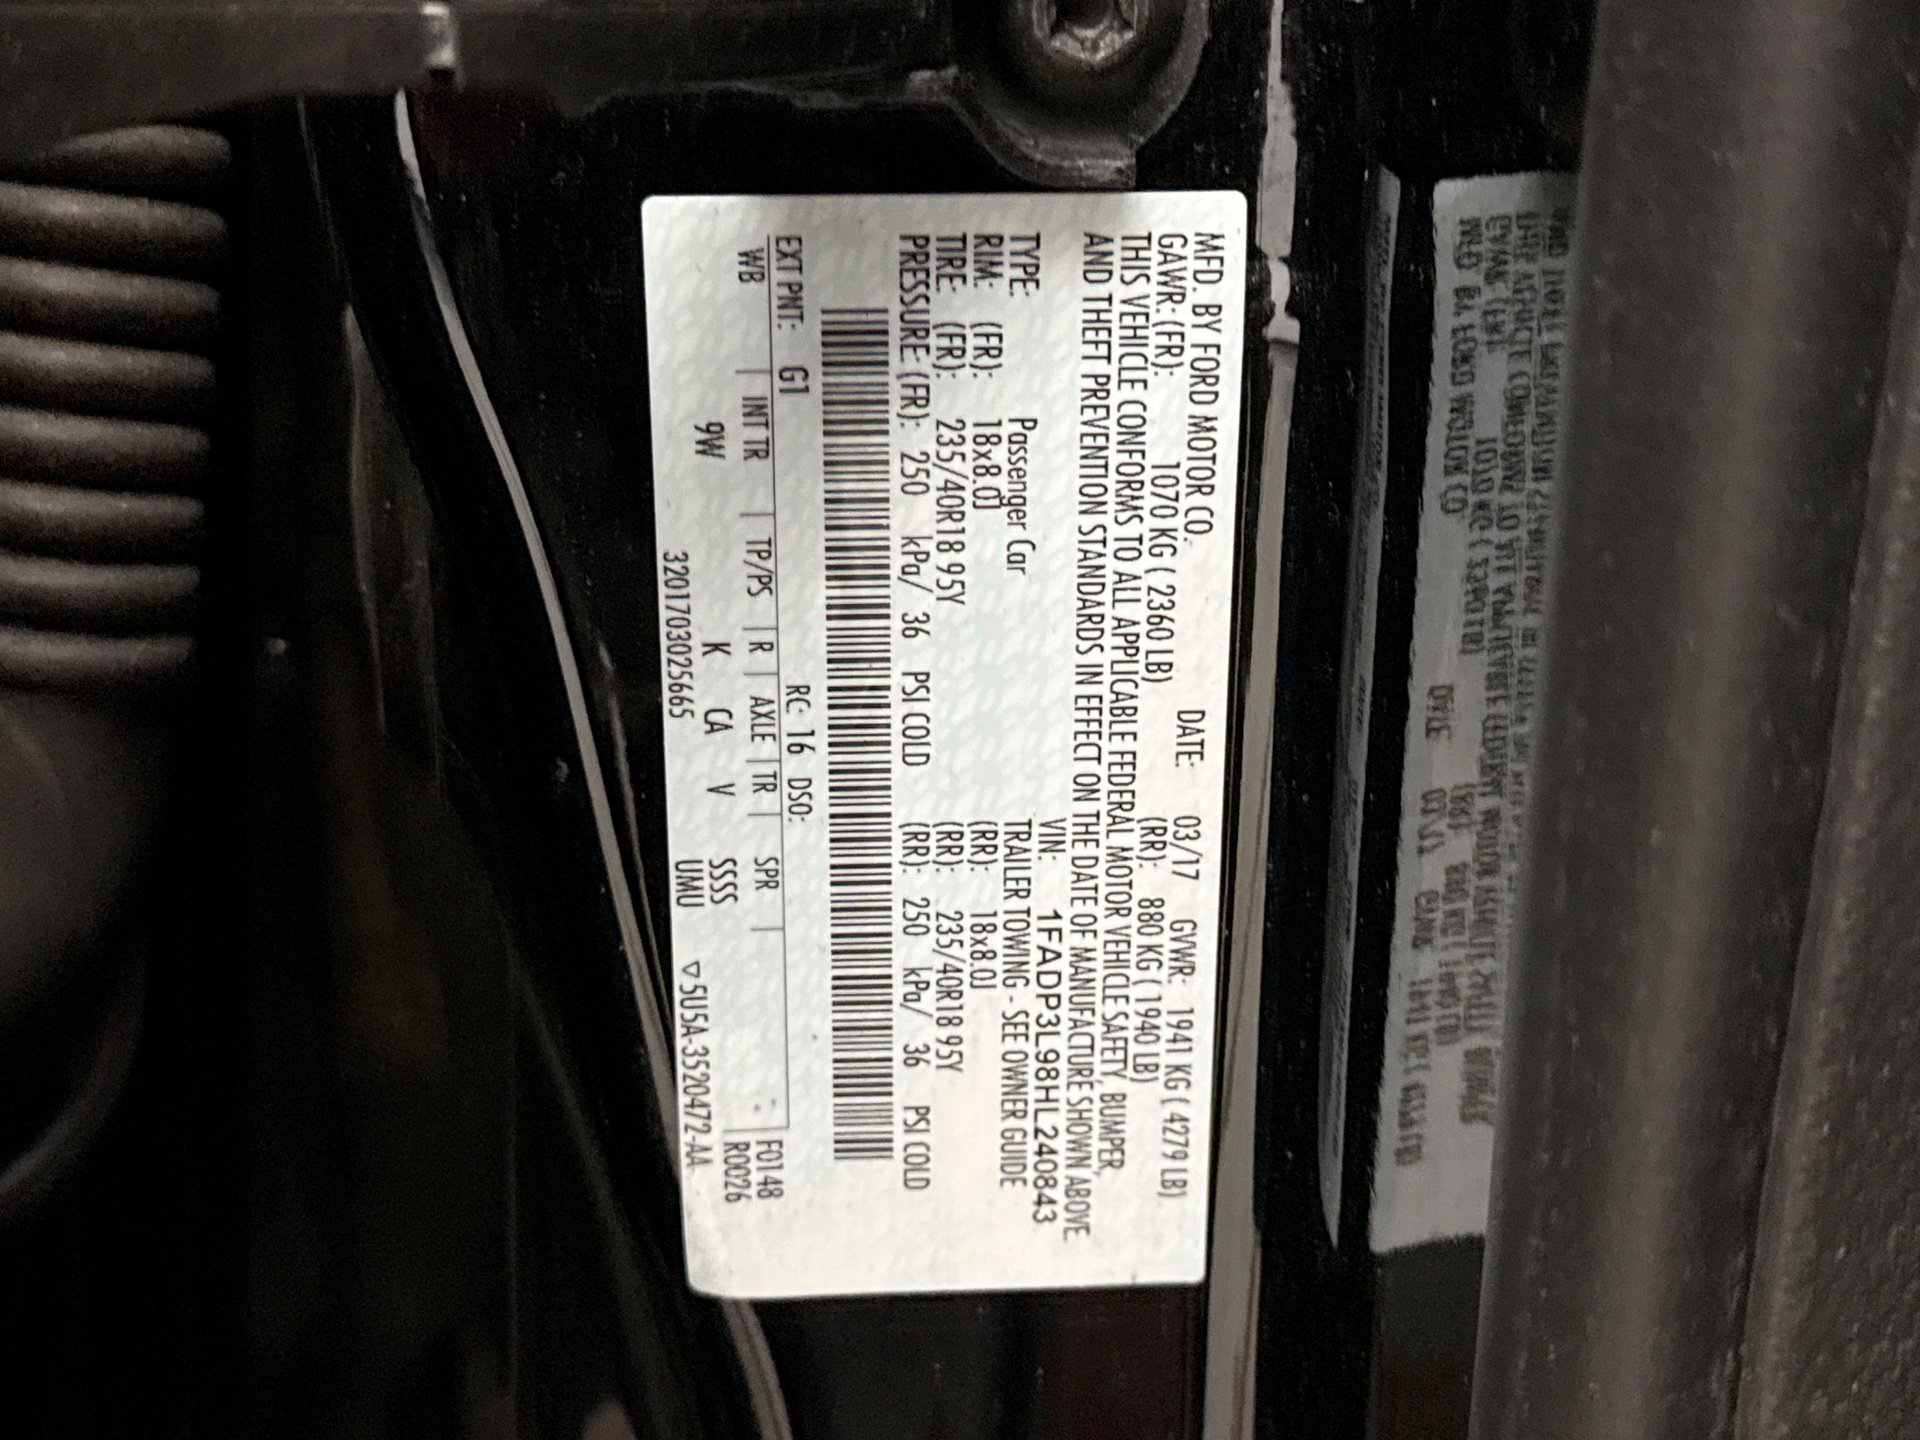 MFD. BY FORD MOTOR CO.
DATE: 03/17 GVWR: 1941 KG ( 4279 LB)
GAWR: (FR): 1070 KG ( 2360 LB) (RR): 880 KG ( 1940 LB)
THIS VEHICLE CONFORMS TO ALL APPLICABLE FEDERAL MOTOR VEHICLE SAFETY, BUMPER,
AND THEFT PREVENTION STANDARDS IN EFFECT ON THE DATE OF MANUFACTURE SHOWN ABOVE.
VIN: 1FADP3L98HL240843
TYPE: Passenger Car TRAILER TOWING - SEE OWNER GUIDE
RIM: (FR): 18x8.0J (RR): 18x8.0J
TIRE: (FR): 235/40R18 95Y (RR): 235/40R18 95Y
PRESSURE: (FR): 250 kPa/ 36 PSI COLD (RR): 250 kPa/ 36 PSI COLD
EXT PNT: G1 RC: 16 DSO: F0148
WB | INT TR | TP/PS | R | AXLE | TR | SPR | R0026
9W K CA V SSSS
3201703025665 UMU ▽5U5A-3520472-AA